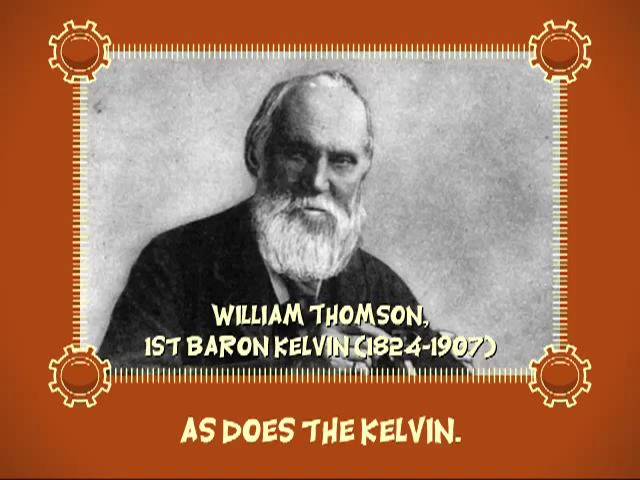 WILLIAM THOMSON,
1ST BARON KELVIN (1824-1907)
AS DOES THE KELVIN.